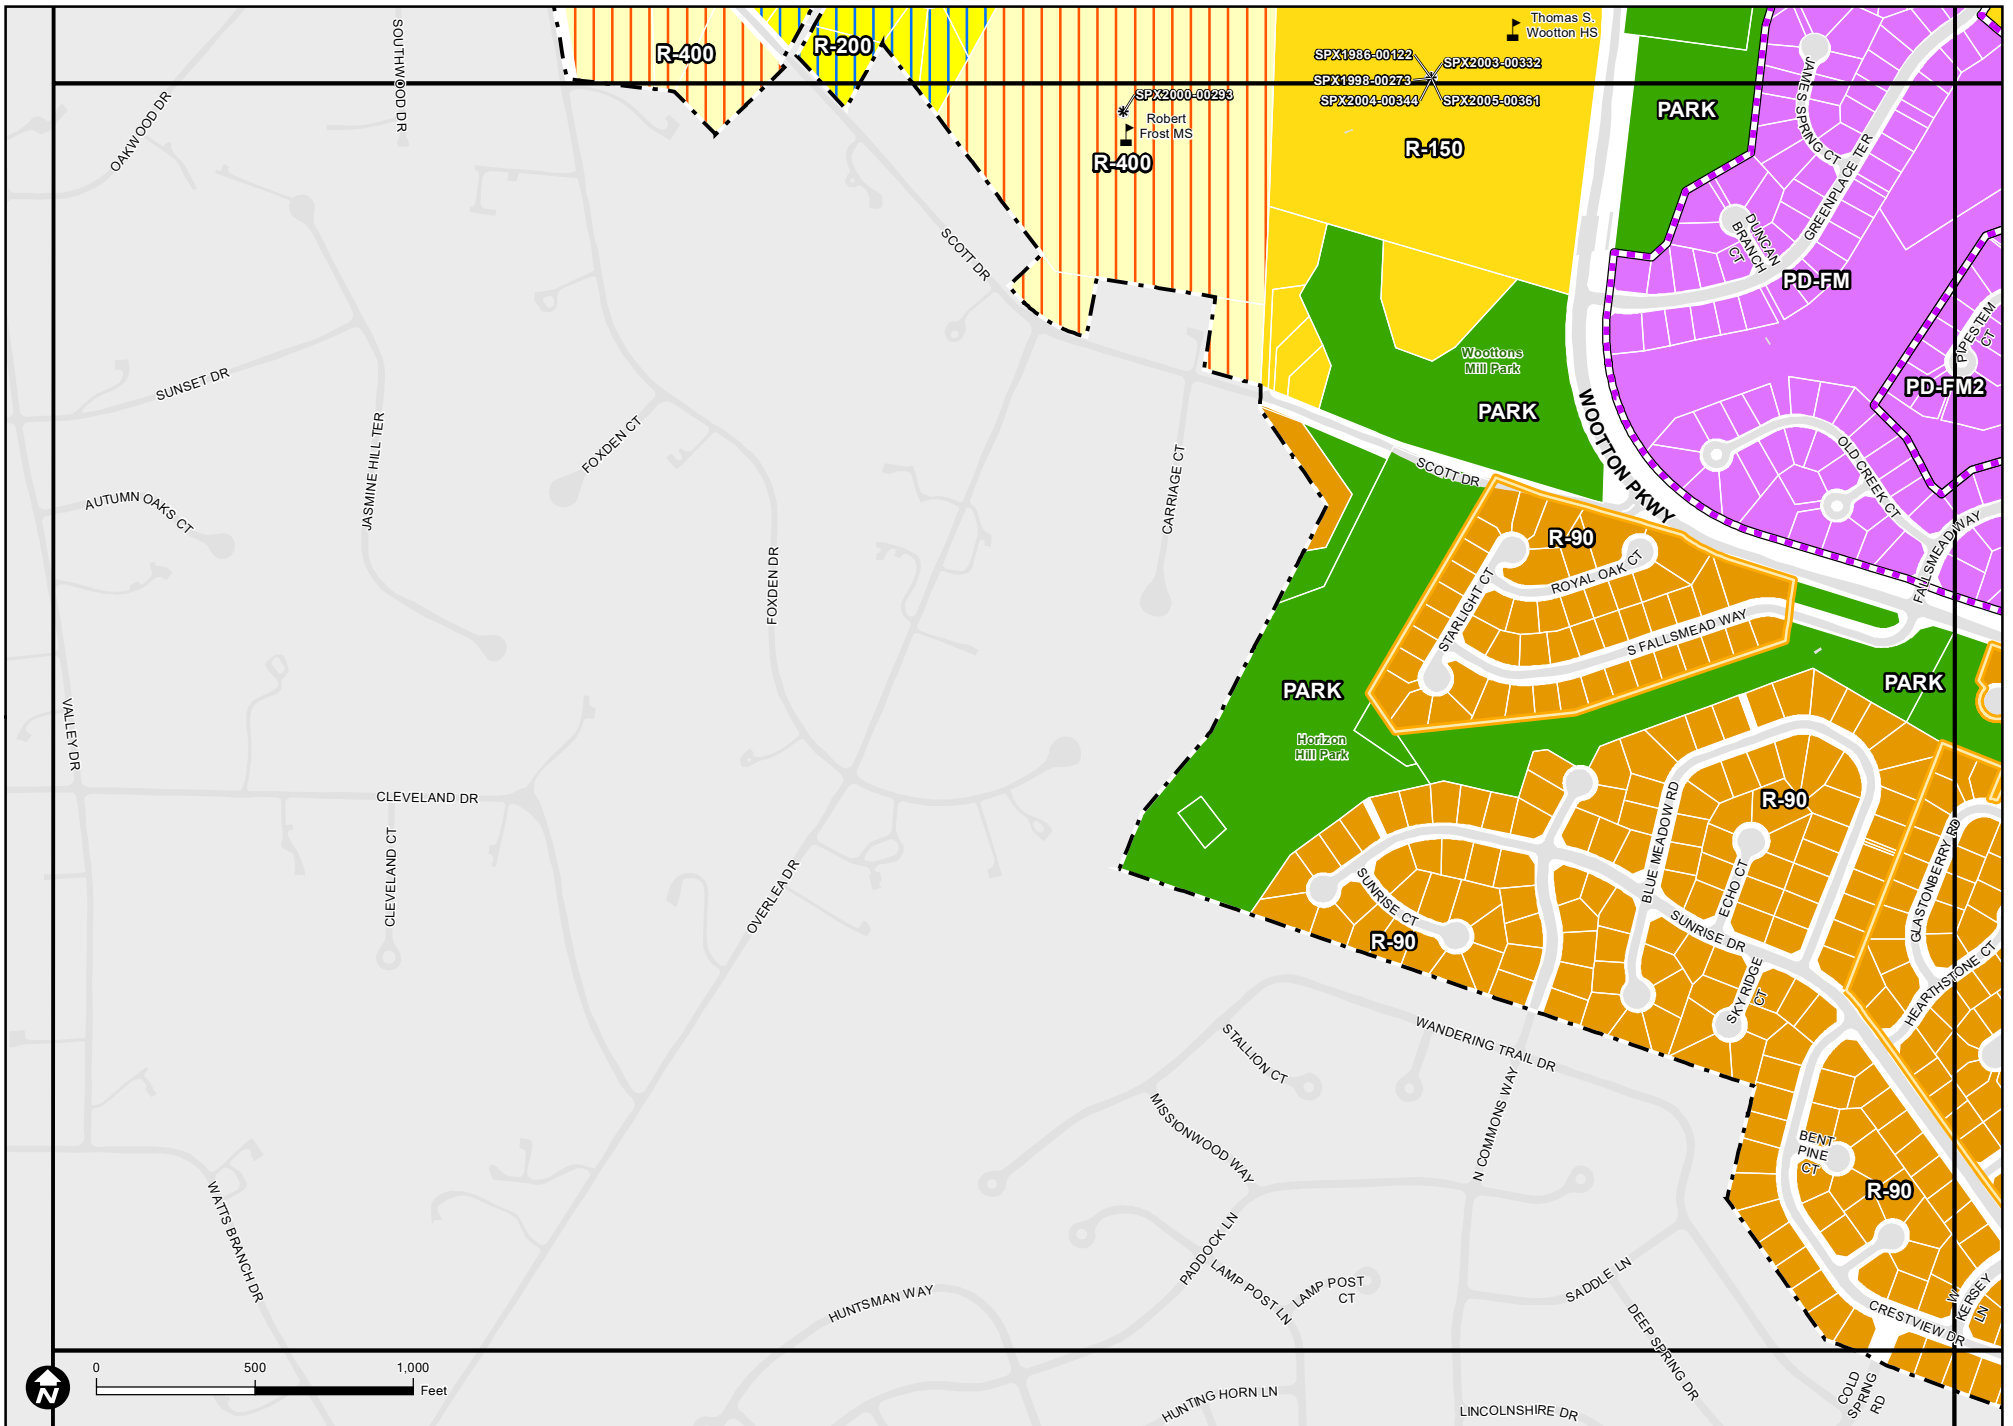 SOUTHWOOD DR
R-400
R-200
Thomas S.
Wootton HS
SPX1986-00122
SPX2003-00332
SPX1998-00273
SPX2004-00344
SPX2005-00361
SPX2000-00293
Robert
Frost MS
R-400
R-150
PARK
JAMES SPRING CT
GREENPLACE TER
DUNCAN
BRANCH
CT
PD-FM
PIPESTEM
CT
PD-FM2
OAKWOOD DR
SCOTT DR
SUNSET DR
JASMINE HILL TER
FOXDEN CT
AUTUMN OAKS CT
CARRIAGE CT
FOXDEN DR
Woottons
Mill Park
PARK
WOOTTON PKWY
SCOTT DR
OLD CREEK CT
FALLSMEAD WAY
R-90
ROYAL OAK CT
STARLIGHT CT
S FALLSMEAD WAY
PARK
PARK
Horizon
Hill Park
VALLEY DR
CLEVELAND DR
CLEVELAND CT
OVERLEA DR
R-90
BLUE MEADOW RD
ECHO CT
GLASTONBERRY RD
SUNRISE CT
R-90
SUNRISE DR
SKY RIDGE
CT
HEARTHSTONE CT
WANDERING TRAIL DR
STALLION CT
MISSIONWOOD WAY
N COMMONS WAY
BENT
PINE
CT
R-90
WATTS BRANCH DR
PADDOCK LN
LAMP POST LN
LAMP POST
CT
HUNTSMAN WAY
SADDLE LN
DEEP SPRING DR
W
KERSEY
LN
CRESTVIEW DR
COLD
SPRING
RD
HUNTING HORN LN
LINCOLNSHIRE DR
N
0 500 1,000
Feet